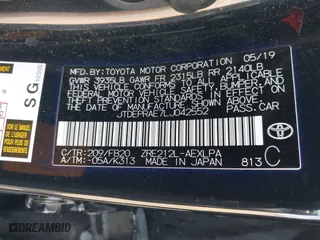 MFD. BY: TOYOTA MOTOR CORPORATION 05/19
GVWR 3935LB GAWR FR 2315LB RR 2140LB
THIS VEHICLE CONFORMS TO ALL APPLICABLE
FEDERAL MOTOR VEHICLE SAFETY, BUMPER, AND
THEFT PREVENTION STANDARDS IN EFFECT ON
THE DATE OF MANUFACTURE SHOWN ABOVE.
JTDEPRAE7LJ042552 PASS.CAR
C/TR: 209/FB20 ZRE212L-AEXLPA
A/TM: -05A/K313 MADE IN JAPAN 813C
C
TOYOTA
SG